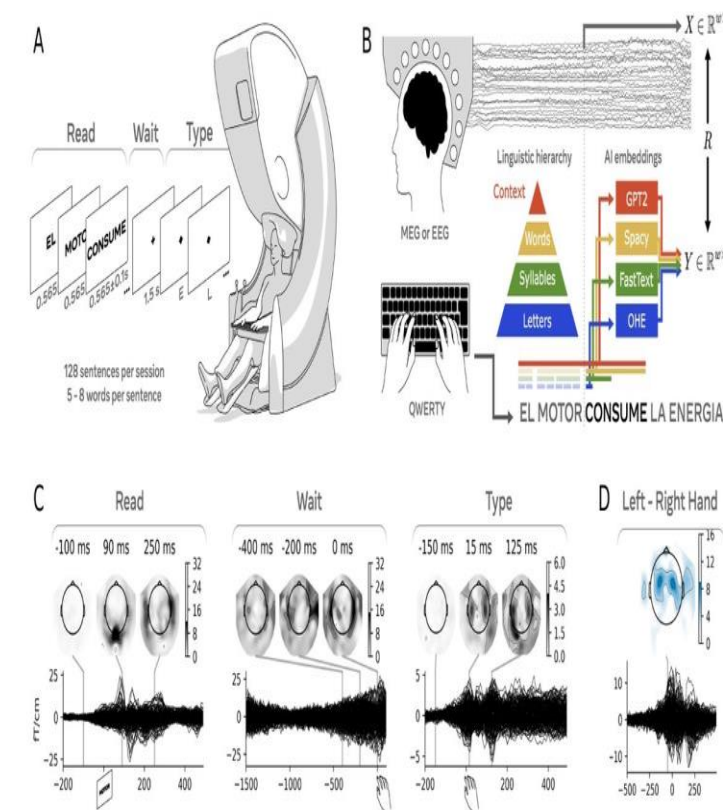 A
Read Wait Type
EL
MOTOR
CONSUME
+
0.565
0.565
0.565±0.1s
...
1.5 s
E
L
...
128 sentences per session
5 - 8 words per sentence
B
X ∈ ℝ
R
Linguistic hierarchy
AI embeddings
Context
GPT2
Words
Spacy
Y ∈ ℝ
Syllables
FastText
Letters
OHE
MEG or EEG
QWERTY
EL MOTOR CONSUME LA ENERGIA
C
Read
-100 ms 90 ms 250 ms
32
24
16
8
0
fT/cm
25
0
−25
−200 0 200 400
MOTOR
Wait
-400 ms -200 ms 0 ms
32
24
16
8
0
25
0
−25
−1500 −1000 −500 0
Type
-150 ms 15 ms 125 ms
6.0
4.5
3.0
1.5
0.0
5
0
−5
−200 0 200 400
D
Left - Right Hand
16
12
8
4
0
10
0
−10
−500 −250 0 250